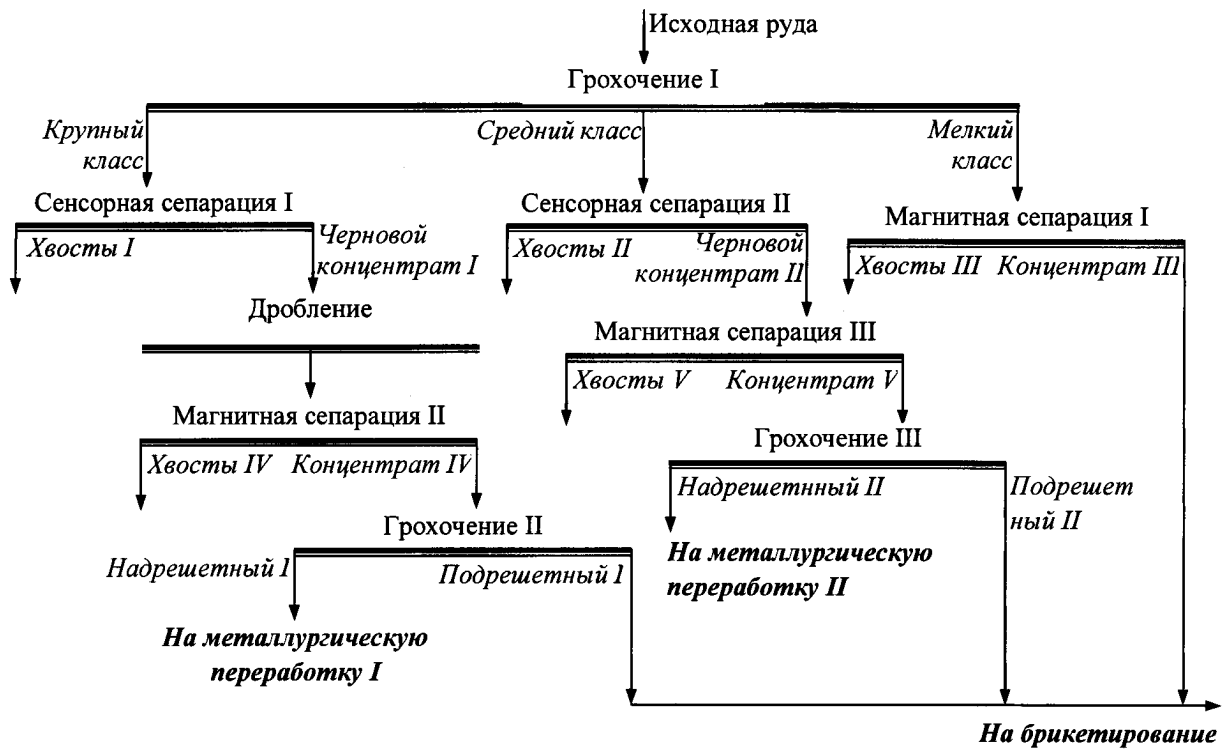 Исходная руда
Грохочение I
Крупный
класс
Средний класс
Мелкий
класс
Сенсорная сепарация I
Сенсорная сепарация II
Магнитная сепарация I
Хвосты I
Черновой
концентрат I
Хвосты II
Черновой
концентрат II
Хвосты III
Концентрат III
Дробление
Магнитная сепарация III
Хвосты V
Концентрат V
Магнитная сепарация II
Хвосты IV
Концентрат IV
Грохочение III
Надрешетнный II
Подрешет
ный II
Грохочение II
Надрешетный 1
Подрешетный 1
На металлургическую
переработку II
На металлургическую
переработку I
На брикетирование